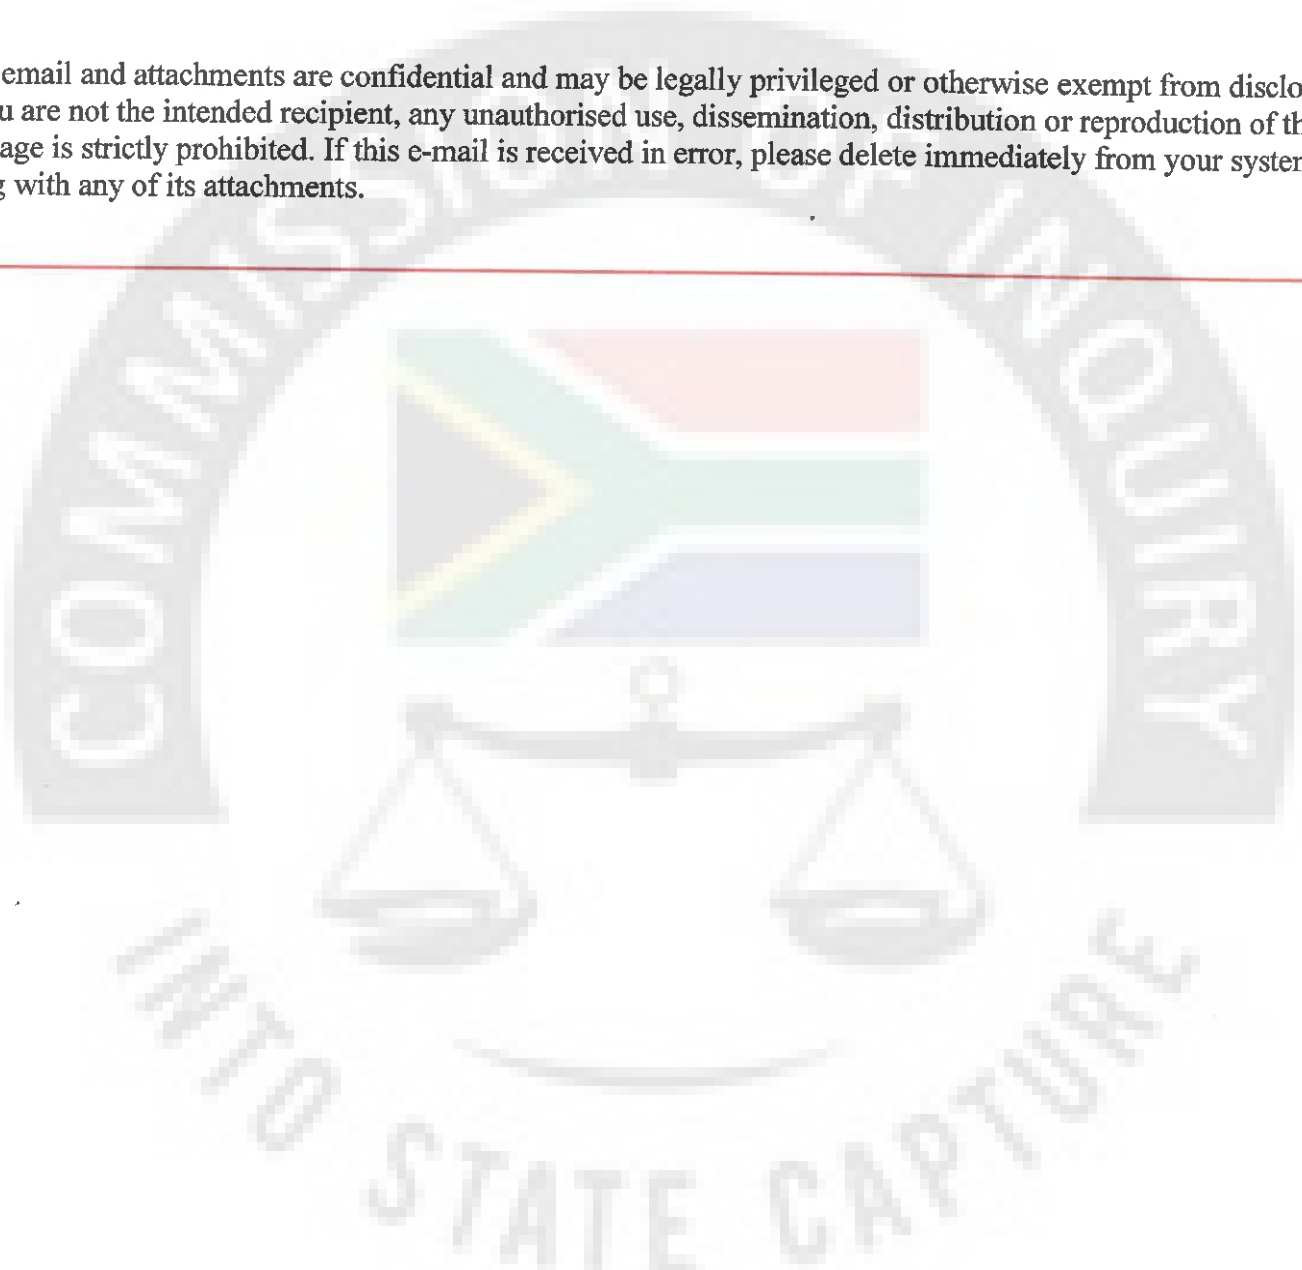 email and attachments are confidential and may be legally privileged or otherwise exempt from disclo
u are not the intended recipient, any unauthorised use, dissemination, distribution or reproduction of th
age is strictly prohibited. If this e-mail is received in error, please delete immediately from your system
g with any of its attachments.
COMMISSION OF INQUIRY
INTO STATE CAPTURE